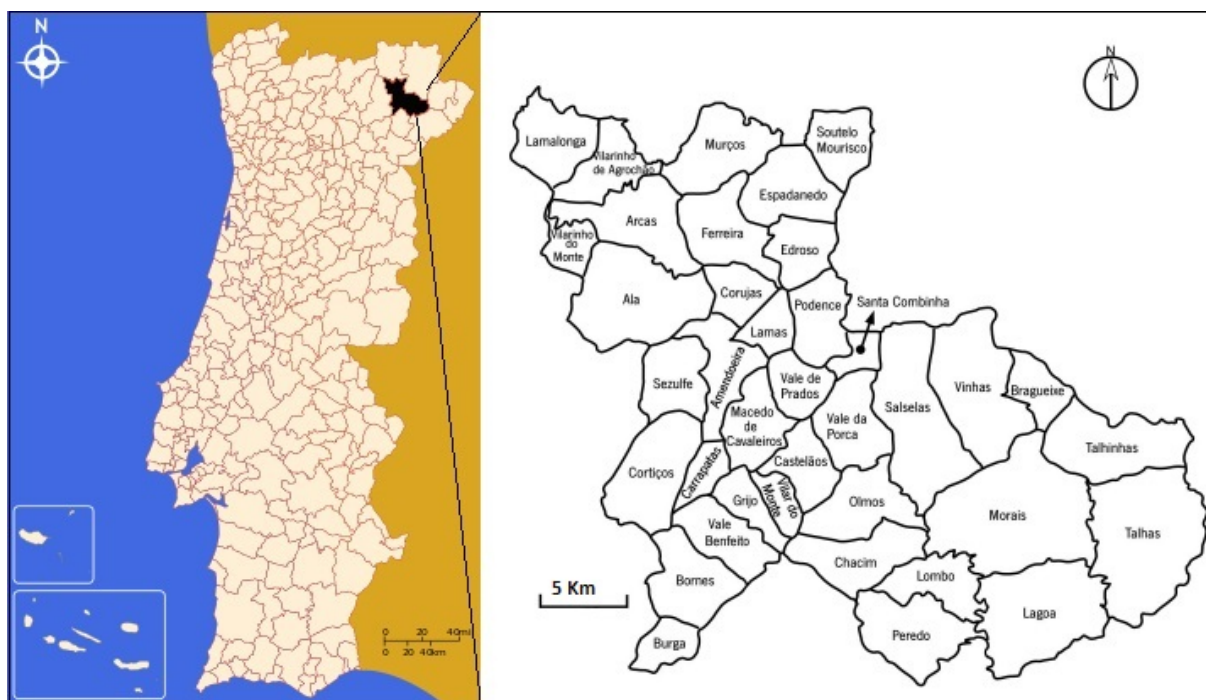 N
0 20 40mi
0 20 40km
N
Lamalonga
Vilarinho
de Agrochão
Murços
Soutelo
Mourisco
Espadanedo
Arcas
Ferreira
Vilarinho
do
Monte
Edroso
Ala
Corujas
Podence
Santa Combinha
Lamas
Amendoeira
Sezulfe
Vale de
Prados
Salselas
Vinhas
Bragueixe
Macedo
de
Cavaleiros
Vale da
Porca
Talhinhas
Cortiços
Carrapatas
Castelãos
Grijo
Vilar do
Monte
Olmos
Morais
Talhas
Vale
Benfeito
Chacim
Bornes
Lombo
5 Km
Lagoa
Peredo
Burga